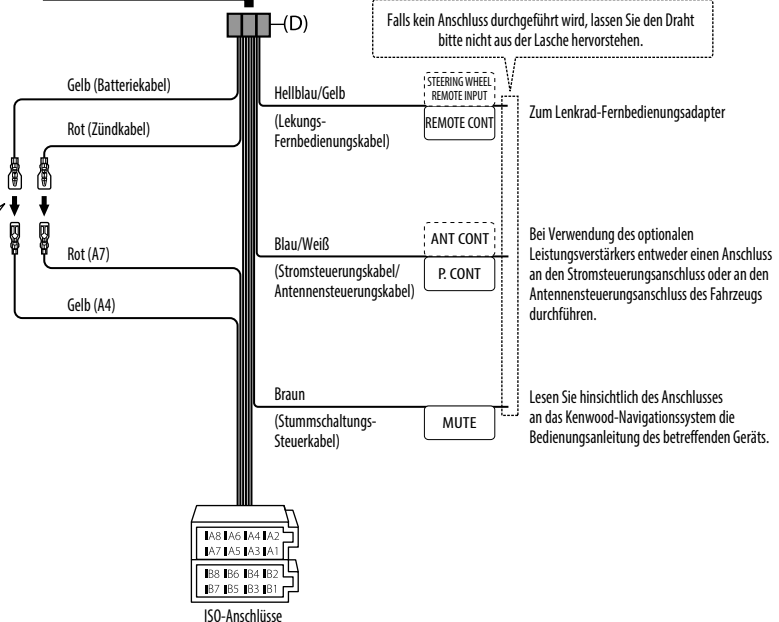 (D)
Falls kein Anschluss durchgeführt wird, lassen Sie den Draht
bitte nicht aus der Lasche hervorstehen.
Gelb (Batteriekabel)
Rot (Zündkabel)
Rot (A7)
Gelb (A4)
Hellblau/Gelb
(Lekungs-
Fernbedienungskabel)
STEERING WHEEL
REMOTE INPUT
REMOTE CONT
Zum Lenkrad-Fernbedienungsadapter
Blau/Weiß
(Stromsteuerungskabel/
Antennensteuerungskabel)
ANT CONT
P. CONT
Bei Verwendung des optionalen
Leistungsverstärkers entweder einen Anschluss
an den Stromsteuerungsanschluss oder an den
Antennensteuerungsanschluss des Fahrzeugs
durchführen.
Braun
(Stummschaltungs-
Steuerkabel)
MUTE
Lesen Sie hinsichtlich des Anschlusses
an das Kenwood-Navigationssystem die
Bedienungsanleitung des betreffenden Geräts.
A8 A6 A4 A2
A7 A5 A3 A1
B8 B6 B4 B2
B7 B5 B3 B1
ISO-Anschlüsse